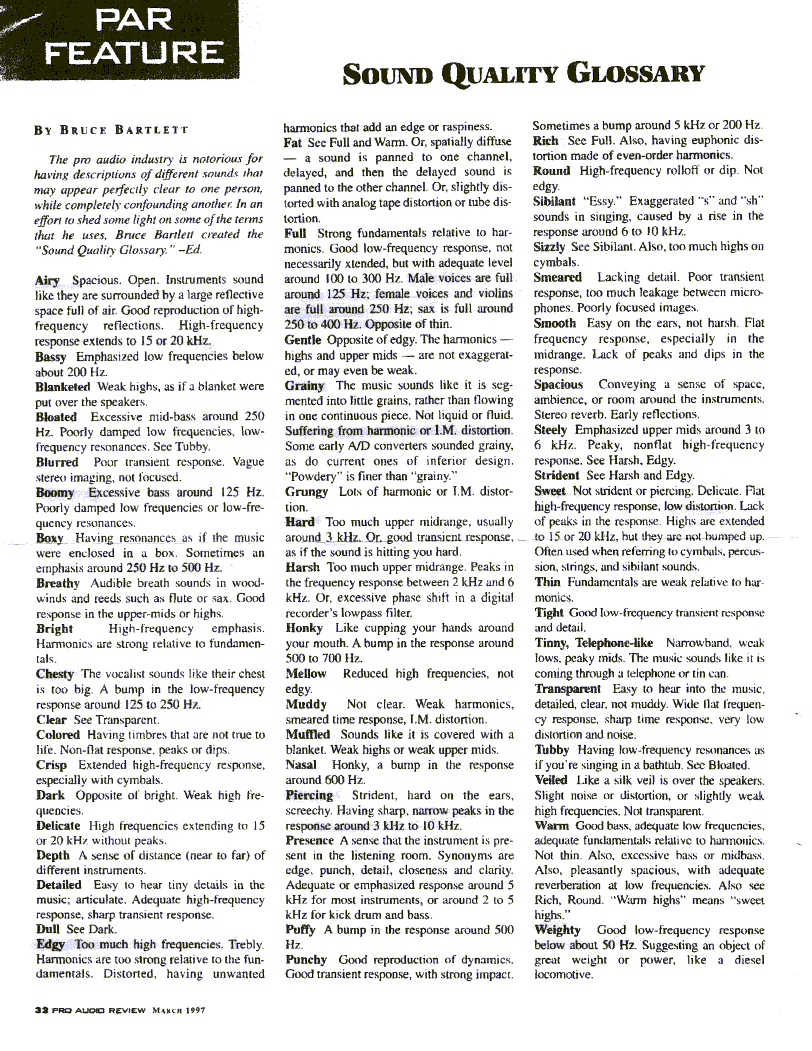 PAR
FEATURE
SOUND QUALITY GLOSSARY
BY BRUCE BARTLETT
The pro audio industry is notorious for
having descriptions of different sounds that
may appear perfectly clear to one person,
while completely confounding another. In an
effort to shed some light on some of the terms
that he uses, Bruce Bartlett created the
"Sound Quality Glossary." –Ed.
Airy Spacious. Open. Instruments sound
like they are surrounded by a large reflective
space full of air. Good reproduction of high-
frequency reflections. High-frequency
response extends to 15 or 20 kHz.
Bassy Emphasized low frequencies below
about 200 Hz.
Blanketed Weak highs, as if a blanket were
put over the speakers.
Bloated Excessive mid-bass around 250
Hz. Poorly damped low frequencies, low-
frequency resonances. See Tubby.
Blurred Poor transient response. Vague
stereo imaging, not focused.
Boomy Excessive bass around 125 Hz.
Poorly damped low frequencies or low-fre-
quency resonances.
Boxy Having resonances as if the music
were enclosed in a box. Sometimes an
emphasis around 250 Hz to 500 Hz.
Breathy Audible breath sounds in wood-
winds and reeds such as flute or sax. Good
response in the upper-mids or highs.
Bright High-frequency emphasis.
Harmonics are strong relative to fundamen-
tals.
Chesty The vocalist sounds like their chest
is too big. A bump in the low-frequency
response around 125 to 250 Hz.
Clear See Transparent.
Colored Having timbres that are not true to
life. Non-flat response, peaks or dips.
Crisp Extended high-frequency response,
especially with cymbals.
Dark Opposite of bright. Weak high fre-
quencies.
Delicate High frequencies extending to 15
or 20 kHz without peaks.
Depth A sense of distance (near to far) of
different instruments.
Detailed Easy to hear tiny details in the
music; articulate. Adequate high-frequency
response, sharp transient response.
Dull See Dark.
Edgy Too much high frequencies. Trebly.
Harmonics are too strong relative to the fun-
damentals. Distorted, having unwanted
harmonics that add an edge or raspiness.
Fat See Full and Warm. Or, spatially diffuse
— a sound is panned to one channel,
delayed, and then the delayed sound is
panned to the other channel. Or, slightly dis-
torted with analog tape distortion or tube dis-
tortion.
Full Strong fundamentals relative to har-
monics. Good low-frequency response, not
necessarily xtended, but with adequate level
around 100 to 300 Hz. Male voices are full
around 125 Hz; female voices and violins
are full around 250 Hz; sax is full around
250 to 400 Hz. Opposite of thin.
Gentle Opposite of edgy. The harmonics —
highs and upper mids — are not exaggerat-
ed, or may even be weak.
Grainy The music sounds like it is seg-
mented into little grains, rather than flowing
in one continuous piece. Not liquid or fluid.
Suffering from harmonic or I.M. distortion.
Some early A/D converters sounded grainy,
as do current ones of inferior design.
"Powdery" is finer than "grainy."
Grungy Lots of harmonic or I.M. distor-
tion.
Hard Too much upper midrange, usually
around 3 kHz. Or, good transient response,
as if the sound is hitting you hard.
Harsh Too much upper midrange. Peaks in
the frequency response between 2 kHz and 6
kHz. Or, excessive phase shift in a digital
recorder's lowpass filter.
Honky Like cupping your hands around
your mouth. A bump in the response around
500 to 700 Hz.
Mellow Reduced high frequencies, not
edgy.
Muddy Not clear. Weak harmonics,
smeared time response, I.M. distortion.
Muffled Sounds like it is covered with a
blanket. Weak highs or weak upper mids.
Nasal Honky, a bump in the response
around 600 Hz.
Piercing Strident, hard on the ears,
screechy. Having sharp, narrow peaks in the
response around 3 kHz to 10 kHz.
Presence A sense that the instrument is pre-
sent in the listening room. Synonyms are
edge, punch, detail, closeness and clarity.
Adequate or emphasized response around 5
kHz for most instruments, or around 2 to 5
kHz for kick drum and bass.
Puffy A bump in the response around 500
Hz.
Punchy Good reproduction of dynamics.
Good transient response, with strong impact.
Sometimes a bump around 5 kHz or 200 Hz.
Rich See Full. Also, having euphonic dis-
tortion made of even-order harmonics.
Round High-frequency rolloff or dip. Not
edgy.
Sibilant "Essy." Exaggerated "s" and "sh"
sounds in singing, caused by a rise in the
response around 6 to 10 kHz.
Sizzly See Sibilant. Also, too much highs on
cymbals.
Smeared Lacking detail. Poor transient
response, too much leakage between micro-
phones. Poorly focused images.
Smooth Easy on the ears, not harsh. Flat
frequency response, especially in the
midrange. Lack of peaks and dips in the
response.
Spacious Conveying a sense of space,
ambience, or room around the instruments.
Stereo reverb. Early reflections.
Steely Emphasized upper mids around 3 to
6 kHz. Peaky, nonflat high-frequency
response. See Harsh, Edgy.
Strident See Harsh and Edgy.
Sweet Not strident or piercing. Delicate. Flat
high-frequency response, low distortion. Lack
of peaks in the response. Highs are extended
to 15 or 20 kHz, but they are not bumped up.
Often used when referring to cymbals, percus-
sion, strings, and sibilant sounds.
Thin Fundamentals are weak relative to har-
monics.
Tight Good low-frequency transient response
and detail.
Tinny, Telephone-like Narrowband, weak
lows, peaky mids. The music sounds like it is
coming through a telephone or tin can.
Transparent Easy to hear into the music,
detailed, clear, not muddy. Wide flat frequen-
cy response, sharp time response, very low
distortion and noise.
Tubby Having low-frequency resonances as
if you're singing in a bathtub. See Bloated.
Veiled Like a silk veil is over the speakers.
Slight noise or distortion, or slightly weak
high frequencies. Not transparent.
Warm Good bass, adequate low frequencies,
adequate fundamentals relative to harmonics.
Not thin. Also, excessive bass or midbass.
Also, pleasantly spacious, with adequate
reverberation at low frequencies. Also see
Rich, Round. "Warm highs" means "sweet
highs."
Weighty Good low-frequency response
below about 50 Hz. Suggesting an object of
great weight or power, like a diesel
locomotive.
32 PRO AUDIO REVIEW MARCH 1997